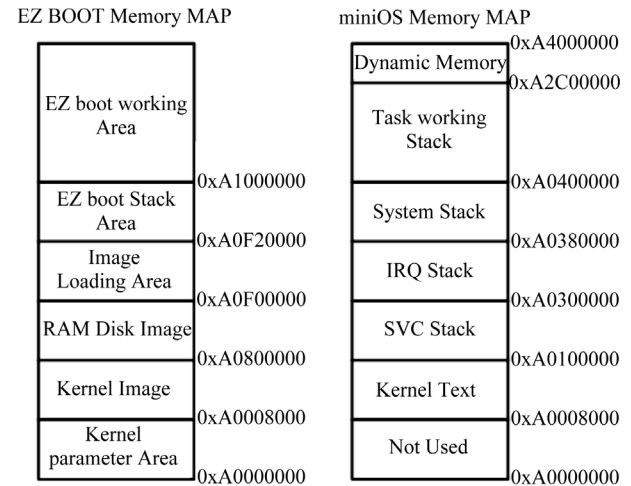 EZ BOOT Memory MAP
EZ boot working
Area
0xA1000000
EZ boot Stack
Area
0xA0F20000
Image
Loading Area
0xA0F00000
RAM Disk Image
0xA0800000
Kernel Image
0xA0008000
Kernel
parameter Area
0xA0000000
miniOS Memory MAP
0xA4000000
Dynamic Memory
0xA2C00000
Task working
Stack
0xA0400000
System Stack
0xA0380000
IRQ Stack
0xA0300000
SVC Stack
0xA0100000
Kernel Text
0xA0008000
Not Used
0xA0000000